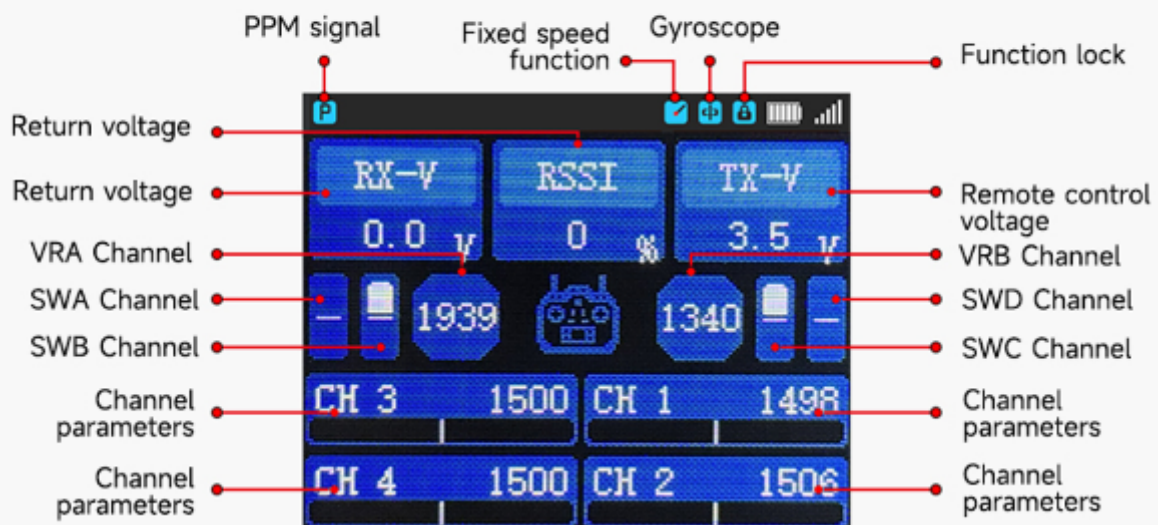 PPM signal
Fixed speed
function
Gyroscope
Function lock
P
Return voltage
Return voltage
RX-V
RSSI
TX-V
Remote control
voltage
0.0 V
0 %
3.5 V
VRA Channel
VRB Channel
SWA Channel
SWD Channel
1939
1340
SWB Channel
SWC Channel
Channel
parameters
CH 3 1500
CH 1 1498
Channel
parameters
Channel
parameters
CH 4 1500
CH 2 1506
Channel
parameters